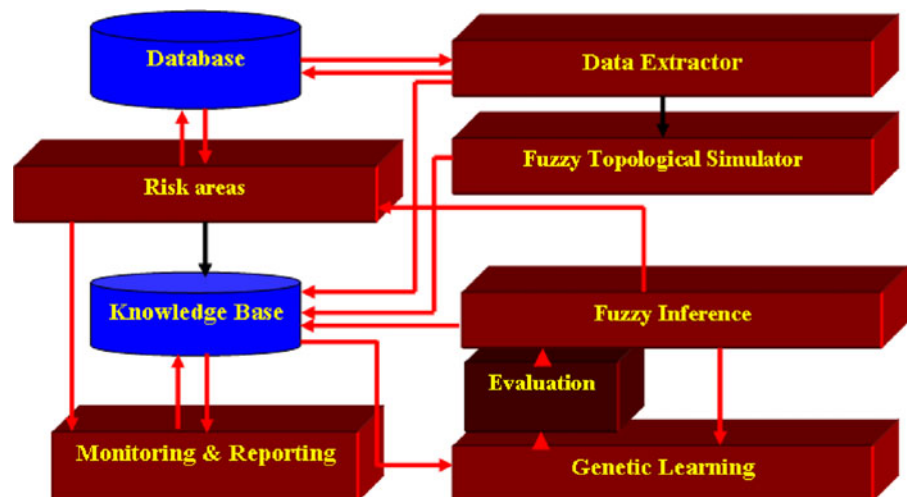 Database
Data Extractor
Fuzzy Topological Simulator
Risk areas
Knowledge Base
Fuzzy Inference
Evaluation
Monitoring & Reporting
Genetic Learning